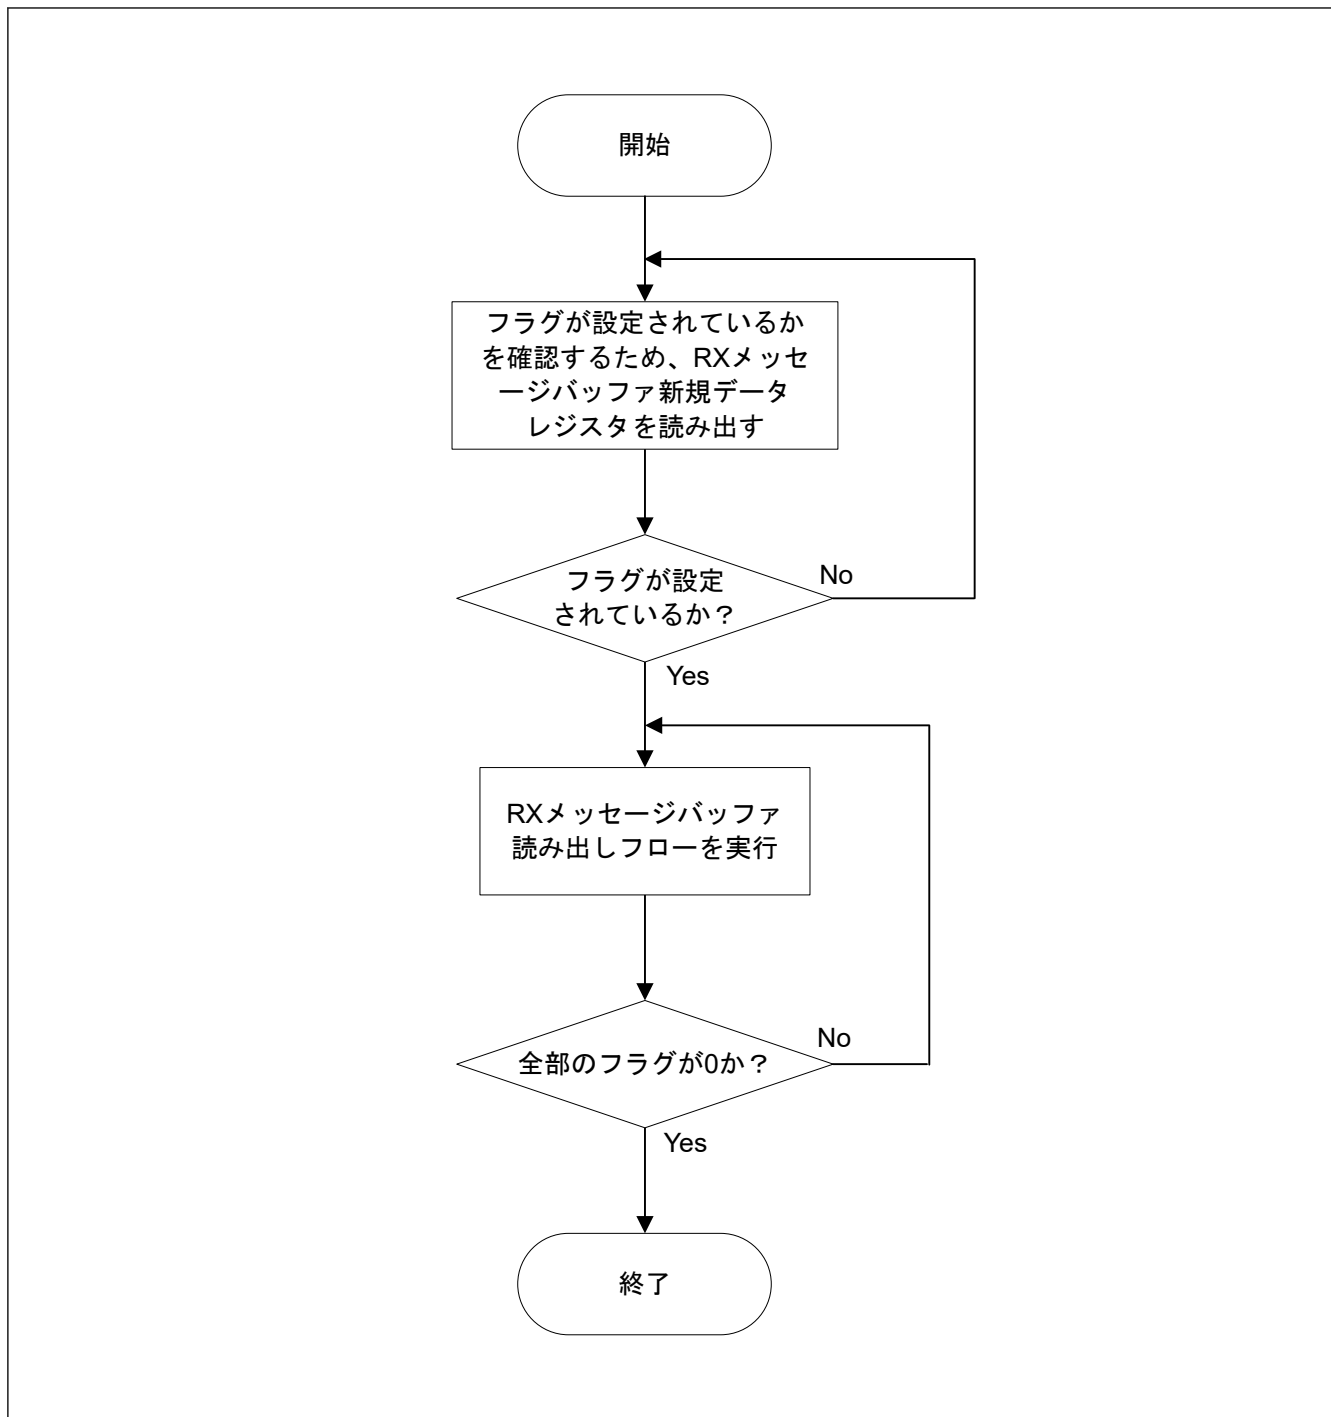 開始
フラグが設定されているか
を確認するため、RXメッセ
ージバッファ新規データ
レジスタを読み出す
フラグが設定
されているか？
No
Yes
RXメッセージバッファ
読み出しフローを実行
全部のフラグが0か？
No
Yes
終了